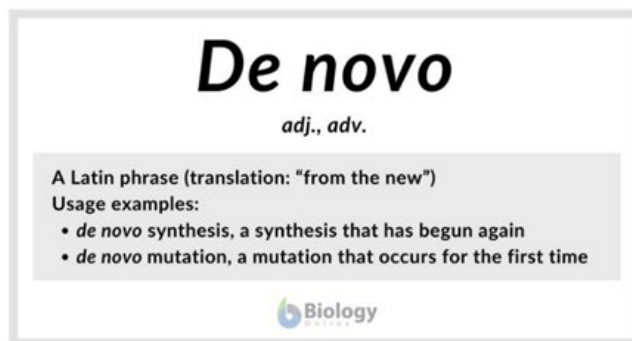 De novo
adj., adv.
A Latin phrase (translation: “from the new”)
Usage examples:
• de novo synthesis, a synthesis that has begun again
• de novo mutation, a mutation that occurs for the first time
Biology
Online